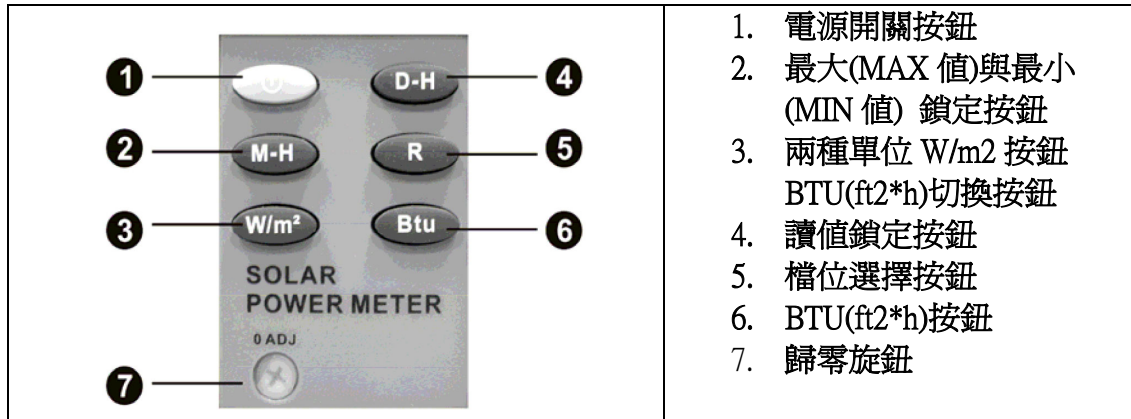 1
2
3
4
5
6
7
D-H
M-H
R
W/m²
Btu
SOLAR
POWER METER
0 ADJ
1. 電源開關按鈕
2. 最大(MAX 值)與最小
(MIN 值) 鎖定按鈕
3. 兩種單位 W/m2 按鈕
BTU(ft2*h)切換按鈕
4. 讀值鎖定按鈕
5. 檔位選擇按鈕
6. BTU(ft2*h)按鈕
7. 歸零旋鈕